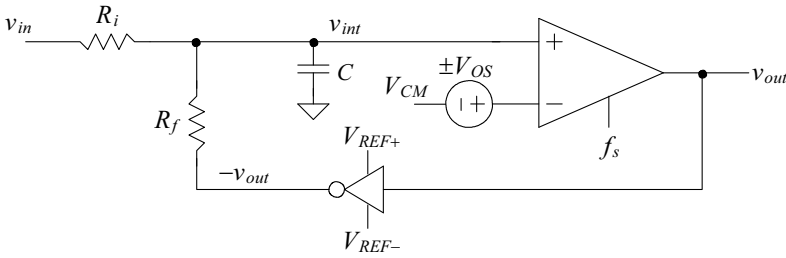 v_in
R_i
v_int
C
±V_OS
V_CM
+
−
+
−
v_out
f_s
R_f
V_REF+
−v_out
V_REF−